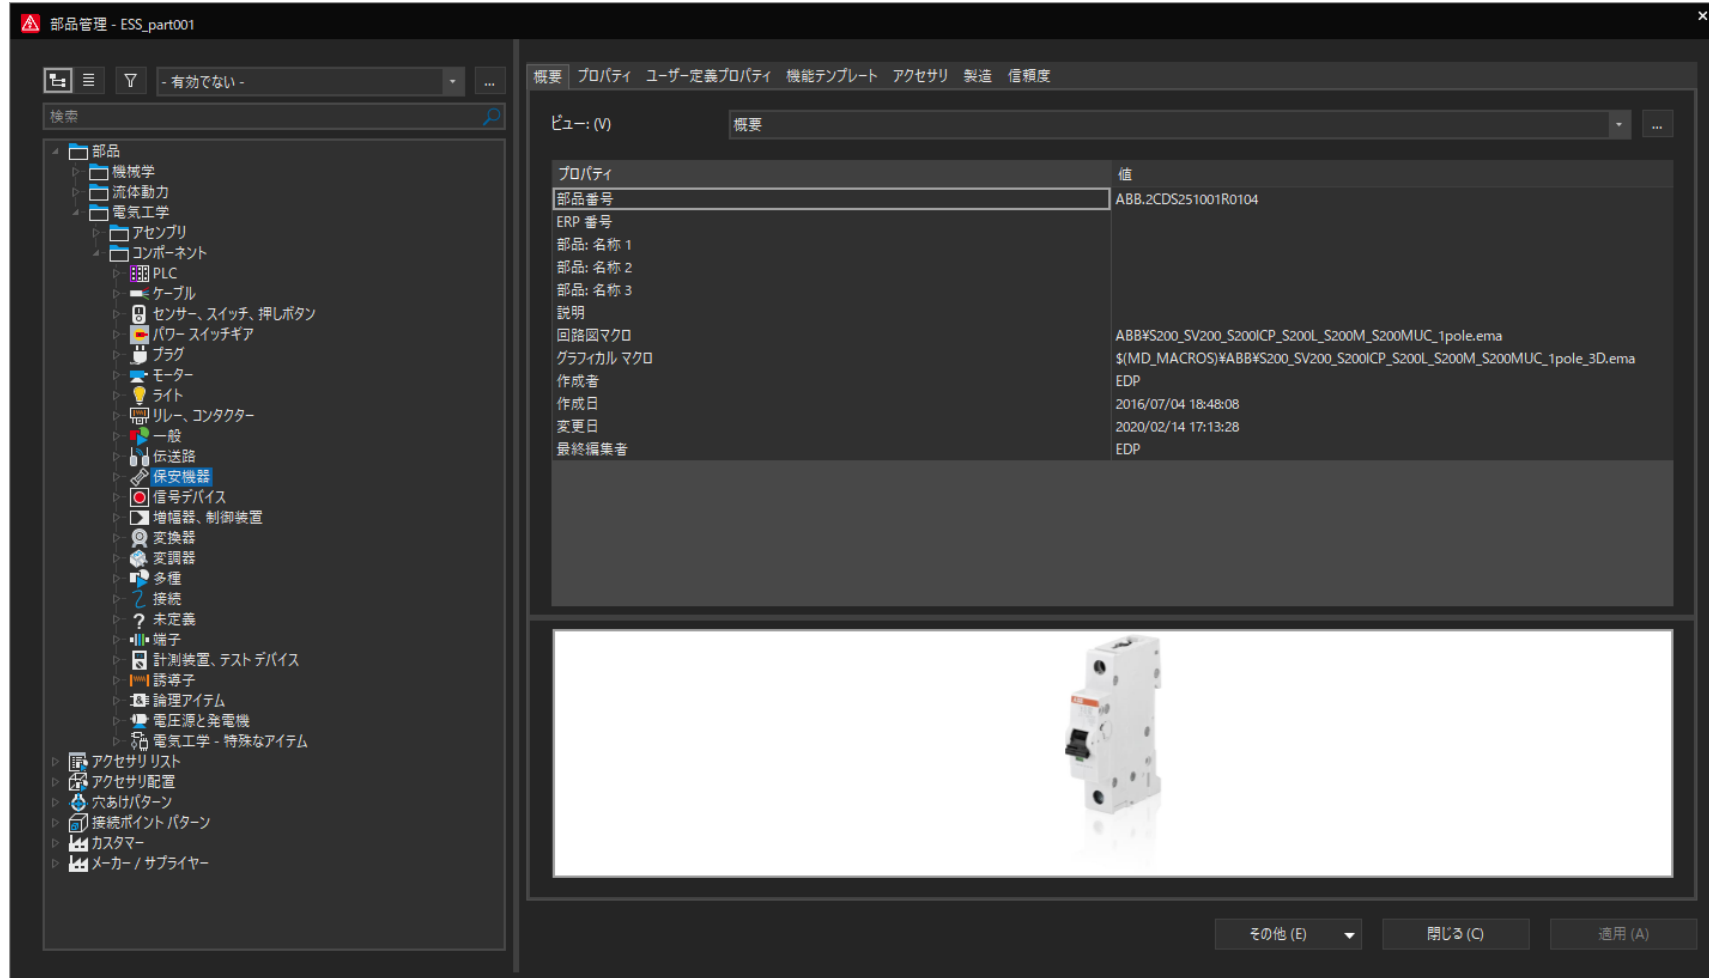 部品管理 - ESS_part001
- 有効でない -
...
検索
部品
機械学
流体動力
電気工学
アセンブリ
コンポーネント
PLC
ケーブル
センサー、スイッチ、押しボタン
パワー スイッチギア
プラグ
モーター
ライト
リレー、コンタクター
一般
伝送路
保安機器
信号デバイス
増幅器、制御装置
変換器
変調器
多種
接続
未定義
端子
計測装置、テスト デバイス
誘導子
論理アイテム
電圧源と発電機
電気工学 - 特殊なアイテム
アクセサリ リスト
アクセサリ配置
穴あけパターン
接続ポイント パターン
カスタマー
メーカー / サプライヤー
概要 プロパティ ユーザー定義プロパティ 機能テンプレート アクセサリ 製造 信頼度
ビュー: (V) 概要 ...
プロパティ 値
部品番号 ABB.2CDS251001R0104
ERP 番号
部品: 名称 1
部品: 名称 2
部品: 名称 3
説明
回路図マクロ ABB¥S200_SV200_S200ICP_S200L_S200M_S200MUC_1pole.ema
グラフィカル マクロ $(MD_MACROS)¥ABB¥S200_SV200_S200ICP_S200L_S200M_S200MUC_1pole_3D.ema
作成者 EDP
作成日 2016/07/04 18:48:08
変更日 2020/02/14 17:13:28
最終編集者 EDP
ABB
その他 (E) 閉じる (C) 適用 (A)